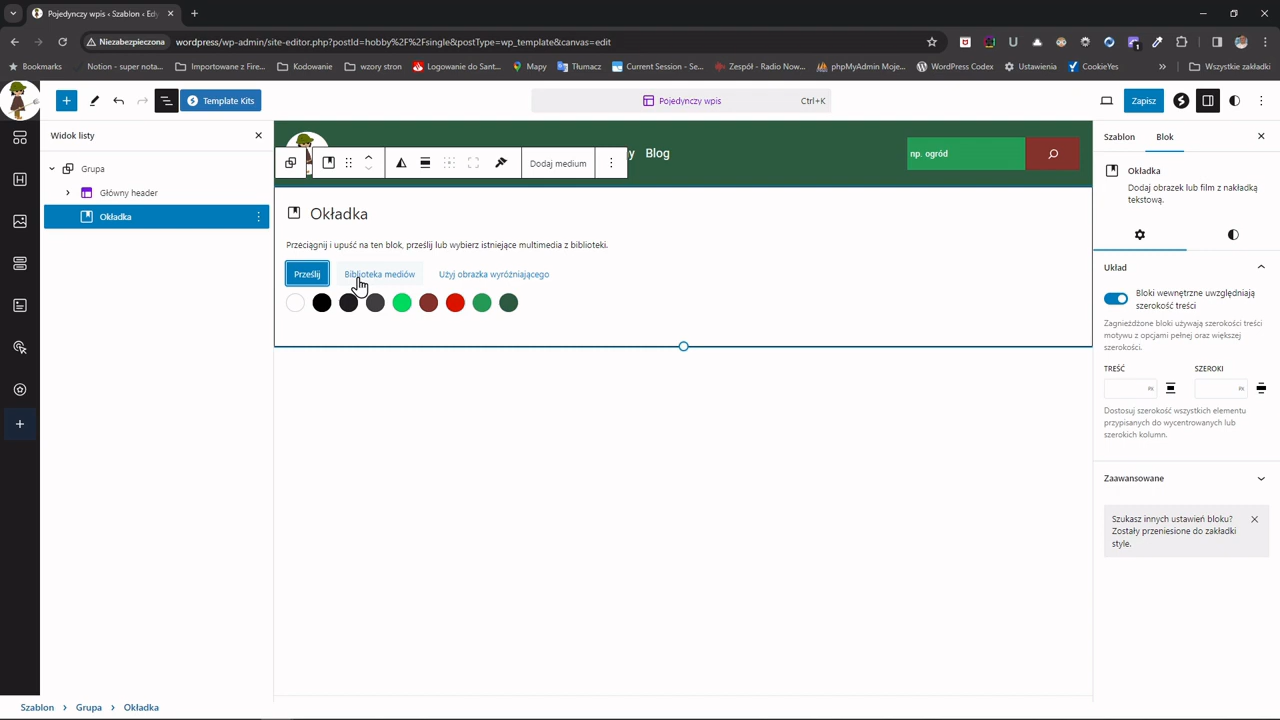 Pojedynczy wpis ‹ Szablon ‹ Edy
Niezabezpieczona
wordpress/wp-admin/site-editor.php?postId=hobby%2F%2Fsingle&postType=wp_template&canvas=edit
Bookmarks
Notion - super nota...
Importowane z Fire...
Kodowanie
wzory stron
Logowanie do Sant...
Mapy
Tłumacz
Current Session - Se...
Zespół - Radio Now...
phpMyAdmin Moje...
WordPress Codex
Ustawienia
CookieYes
Wszystkie zakładki
Template Kits
Pojedynczy wpis
Ctrl+K
Zapisz
Widok listy
Grupa
Główny header
Okładka
y Blog
np. ogród
Dodaj medium
Okładka
Przeciągnij i upuść na ten blok, prześlij lub wybierz istniejące multimedia z biblioteki.
Prześlij
Biblioteka mediów
Użyj obrazka wyróżniającego
Szablon
Blok
Okładka
Dodaj obrazek lub film z nakładką
tekstową.
Układ
Bloki wewnętrzne uwzględniają
szerokość treści
Zagnieżdżone bloki używają szerokości treści
motywu z opcjami pełnej oraz większej
szerokości.
TREŚĆ
SZEROKI
PX
PX
Dostosuj szerokość wszystkich elementu
przypisanych do wycentrowanych lub
szerokich kolumn.
Zaawansowane
Szukasz innych ustawień bloku?
Zostały przeniesione do zakładki
style.
Szablon › Grupa › Okładka